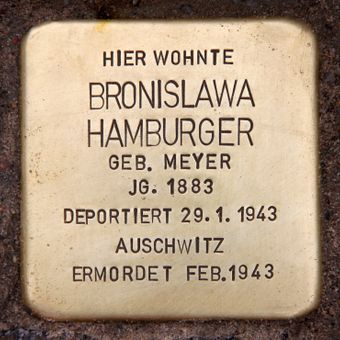 HIER WOHNTE
BRONISLAWA
HAMBURGER
GEB. MEYER
JG. 1883
DEPORTIERT 29.1.1943
AUSCHWITZ
ERMORDET FEB.1943